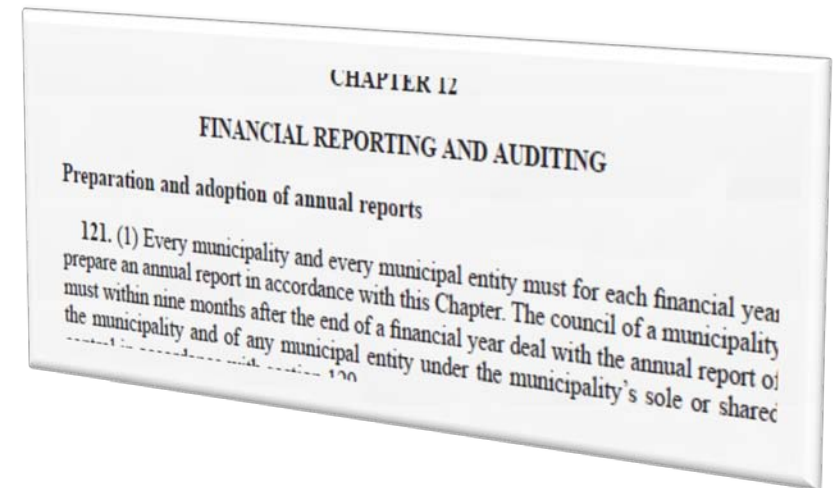 CHAPTER 12
FINANCIAL REPORTING AND AUDITING
Preparation and adoption of annual reports
121. (1) Every municipality and every municipal entity must for each financial year
prepare an annual report in accordance with this Chapter. The council of a municipality
must within nine months after the end of a financial year deal with the annual report of
the municipality and of any municipal entity under the municipality's sole or shared